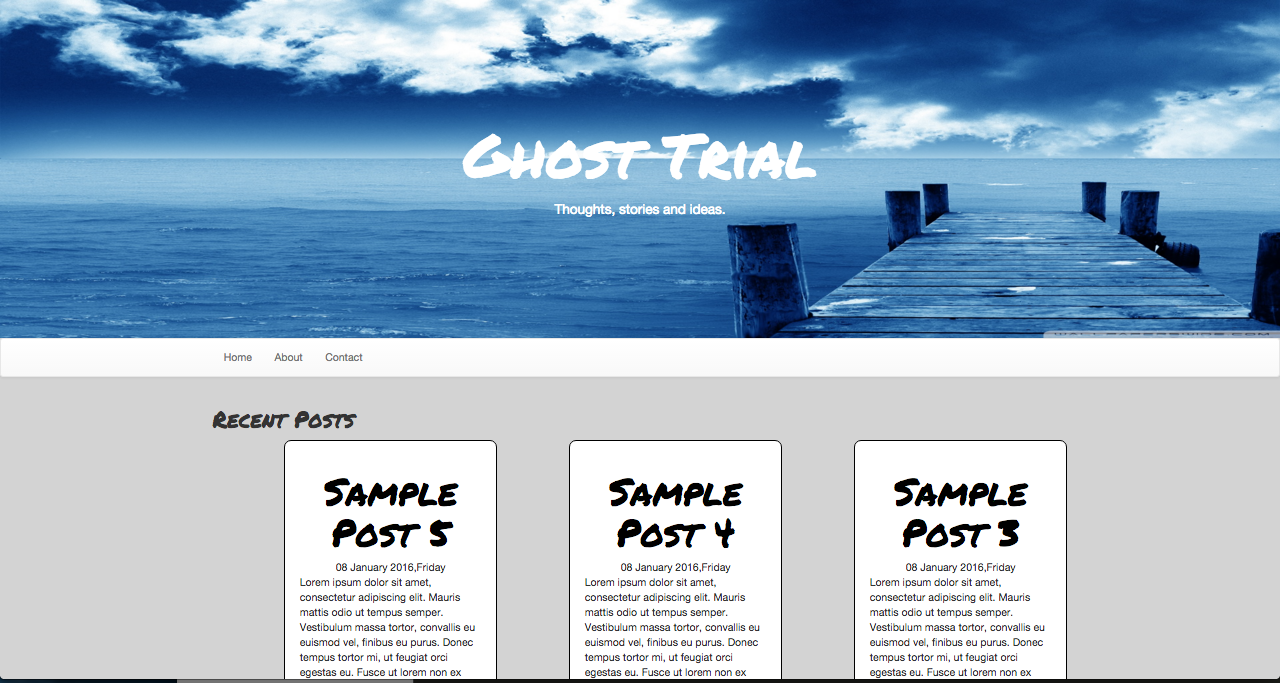 Ghost Trial
Thoughts, stories and ideas.
Home About Contact
Recent Posts
Sample
Post 5
08 January 2016,Friday
Lorem ipsum dolor sit amet,
consectetur adipiscing elit. Mauris
mattis odio ut tempus semper.
Vestibulum massa tortor, convallis eu
euismod vel, finibus eu purus. Donec
tempus tortor mi, ut feugiat orci
egestas eu. Fusce ut lorem non ex
Sample
Post 4
08 January 2016,Friday
Lorem ipsum dolor sit amet,
consectetur adipiscing elit. Mauris
mattis odio ut tempus semper.
Vestibulum massa tortor, convallis eu
euismod vel, finibus eu purus. Donec
tempus tortor mi, ut feugiat orci
egestas eu. Fusce ut lorem non ex
Sample
Post 3
08 January 2016,Friday
Lorem ipsum dolor sit amet,
consectetur adipiscing elit. Mauris
mattis odio ut tempus semper.
Vestibulum massa tortor, convallis eu
euismod vel, finibus eu purus. Donec
tempus tortor mi, ut feugiat orci
egestas eu. Fusce ut lorem non ex